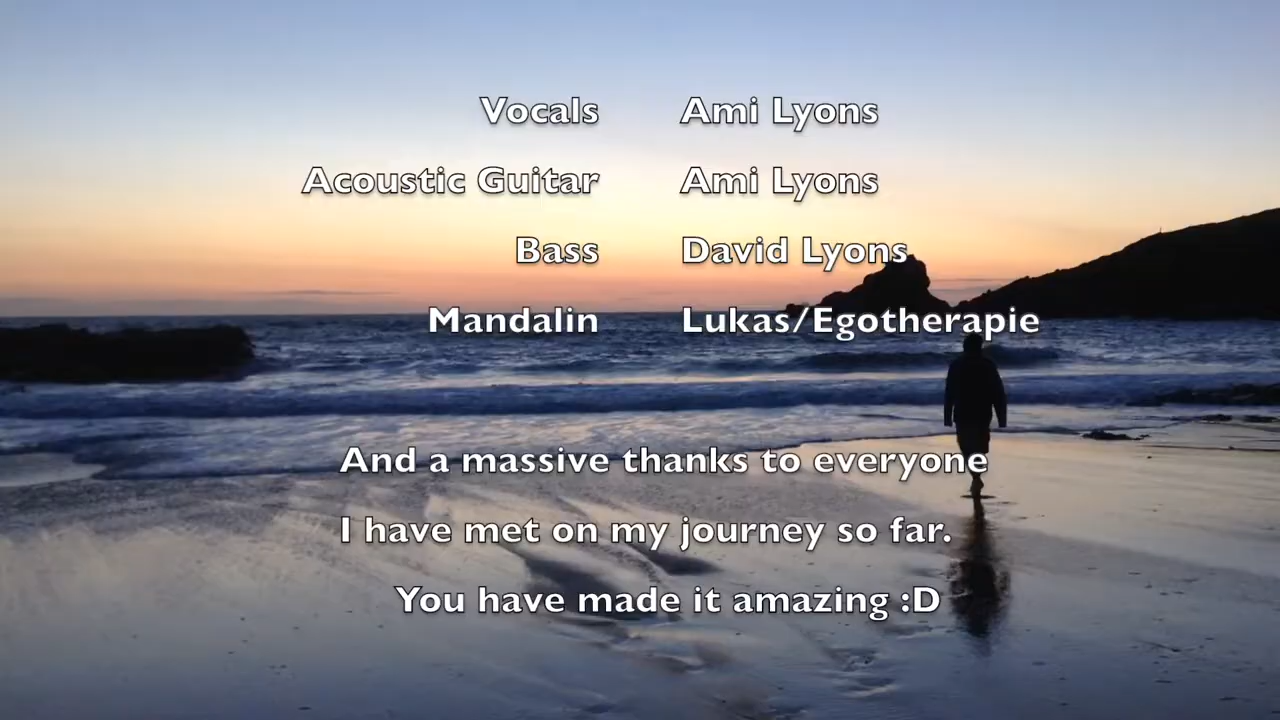 Vocals Ami Lyons
Acoustic Guitar Ami Lyons
Bass David Lyons
Mandalin Lukas/Egotherapie
And a massive thanks to everyone
I have met on my journey so far.
You have made it amazing :D